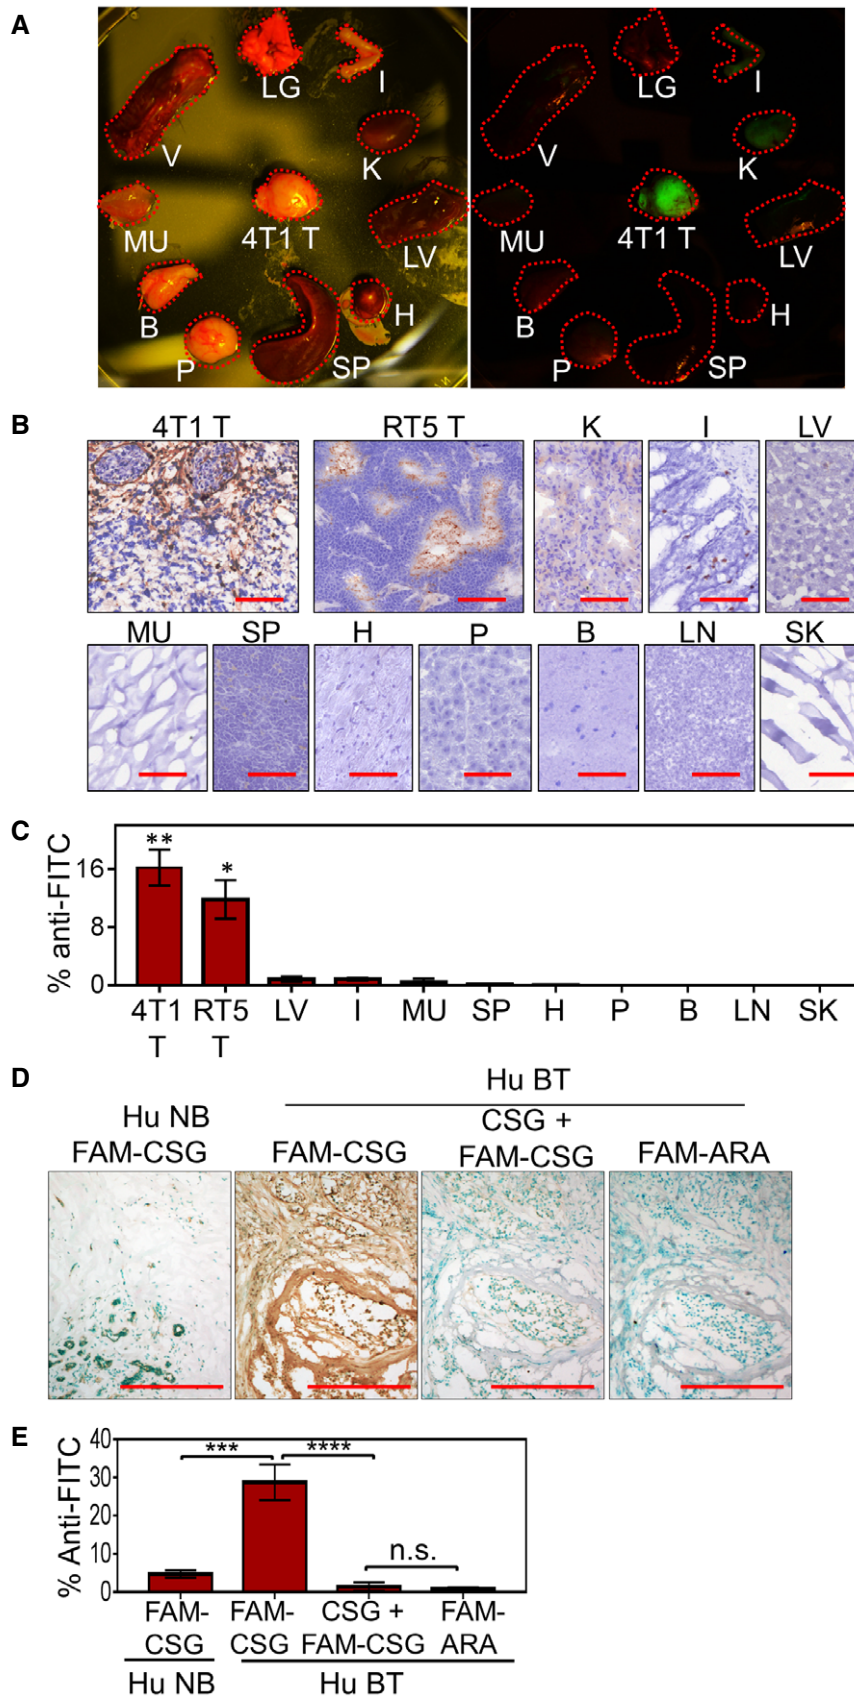 A
LG
I
V
K
MU
4T1 T
LV
B
H
P
SP
LG
I
V
K
MU
4T1 T
LV
B
H
P
SP
B
4T1 T RT5 T K I LV
MU SP H P B LN SK
C
% anti-FITC
16
8
0
** *
4T1 RT5 LV I MU SP H P B LN SK
T T
D
Hu BT
Hu NB CSG +
FAM-CSG FAM-CSG FAM-CSG FAM-ARA
E
% Anti-FITC
40
30
20
10
0
*** ****
n.s.
FAM- FAM- CSG + FAM-
CSG CSG FAM-CSG ARA
Hu NB Hu BT